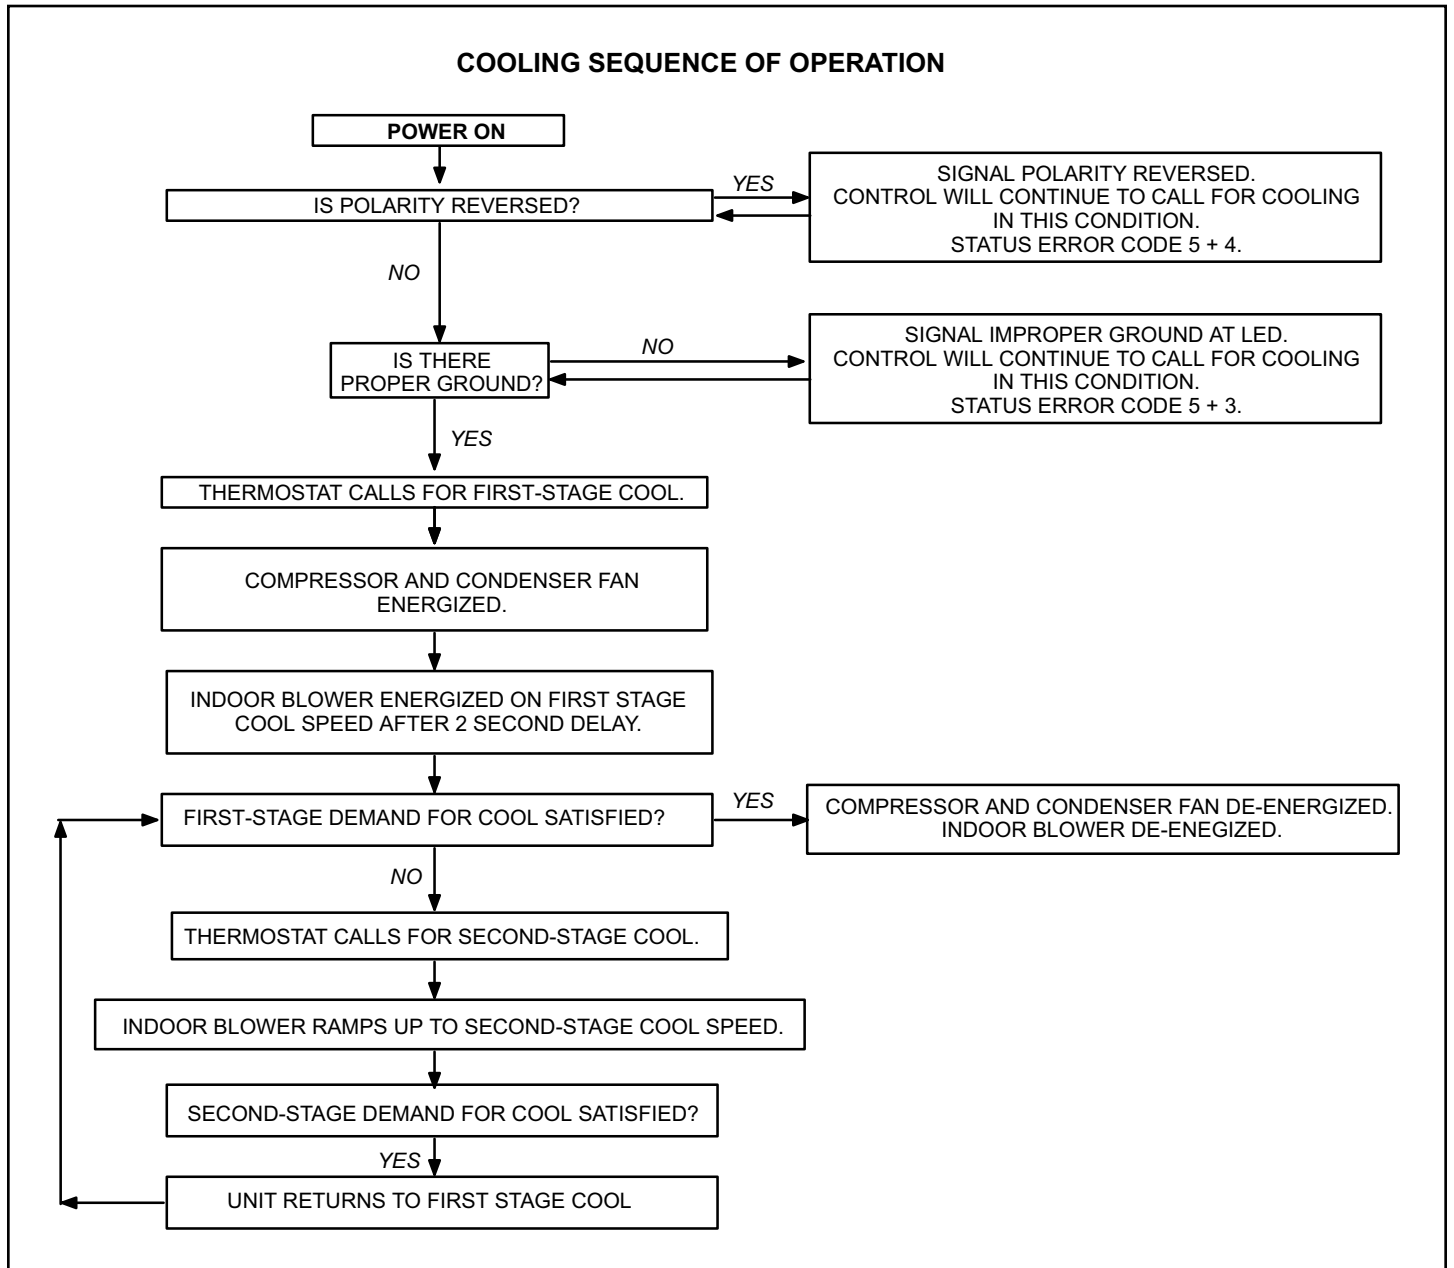 COOLING SEQUENCE OF OPERATION
POWER ON
IS POLARITY REVERSED?
YES
SIGNAL POLARITY REVERSED.
CONTROL WILL CONTINUE TO CALL FOR COOLING
IN THIS CONDITION.
STATUS ERROR CODE 5 + 4.
NO
IS THERE
PROPER GROUND?
NO
SIGNAL IMPROPER GROUND AT LED.
CONTROL WILL CONTINUE TO CALL FOR COOLING
IN THIS CONDITION.
STATUS ERROR CODE 5 + 3.
YES
THERMOSTAT CALLS FOR FIRST-STAGE COOL.
COMPRESSOR AND CONDENSER FAN
ENERGIZED.
INDOOR BLOWER ENERGIZED ON FIRST STAGE
COOL SPEED AFTER 2 SECOND DELAY.
FIRST-STAGE DEMAND FOR COOL SATISFIED?
YES
COMPRESSOR AND CONDENSER FAN DE-ENERGIZED.
INDOOR BLOWER DE-ENEGIZED.
NO
THERMOSTAT CALLS FOR SECOND-STAGE COOL.
INDOOR BLOWER RAMPS UP TO SECOND-STAGE COOL SPEED.
SECOND-STAGE DEMAND FOR COOL SATISFIED?
YES
UNIT RETURNS TO FIRST STAGE COOL